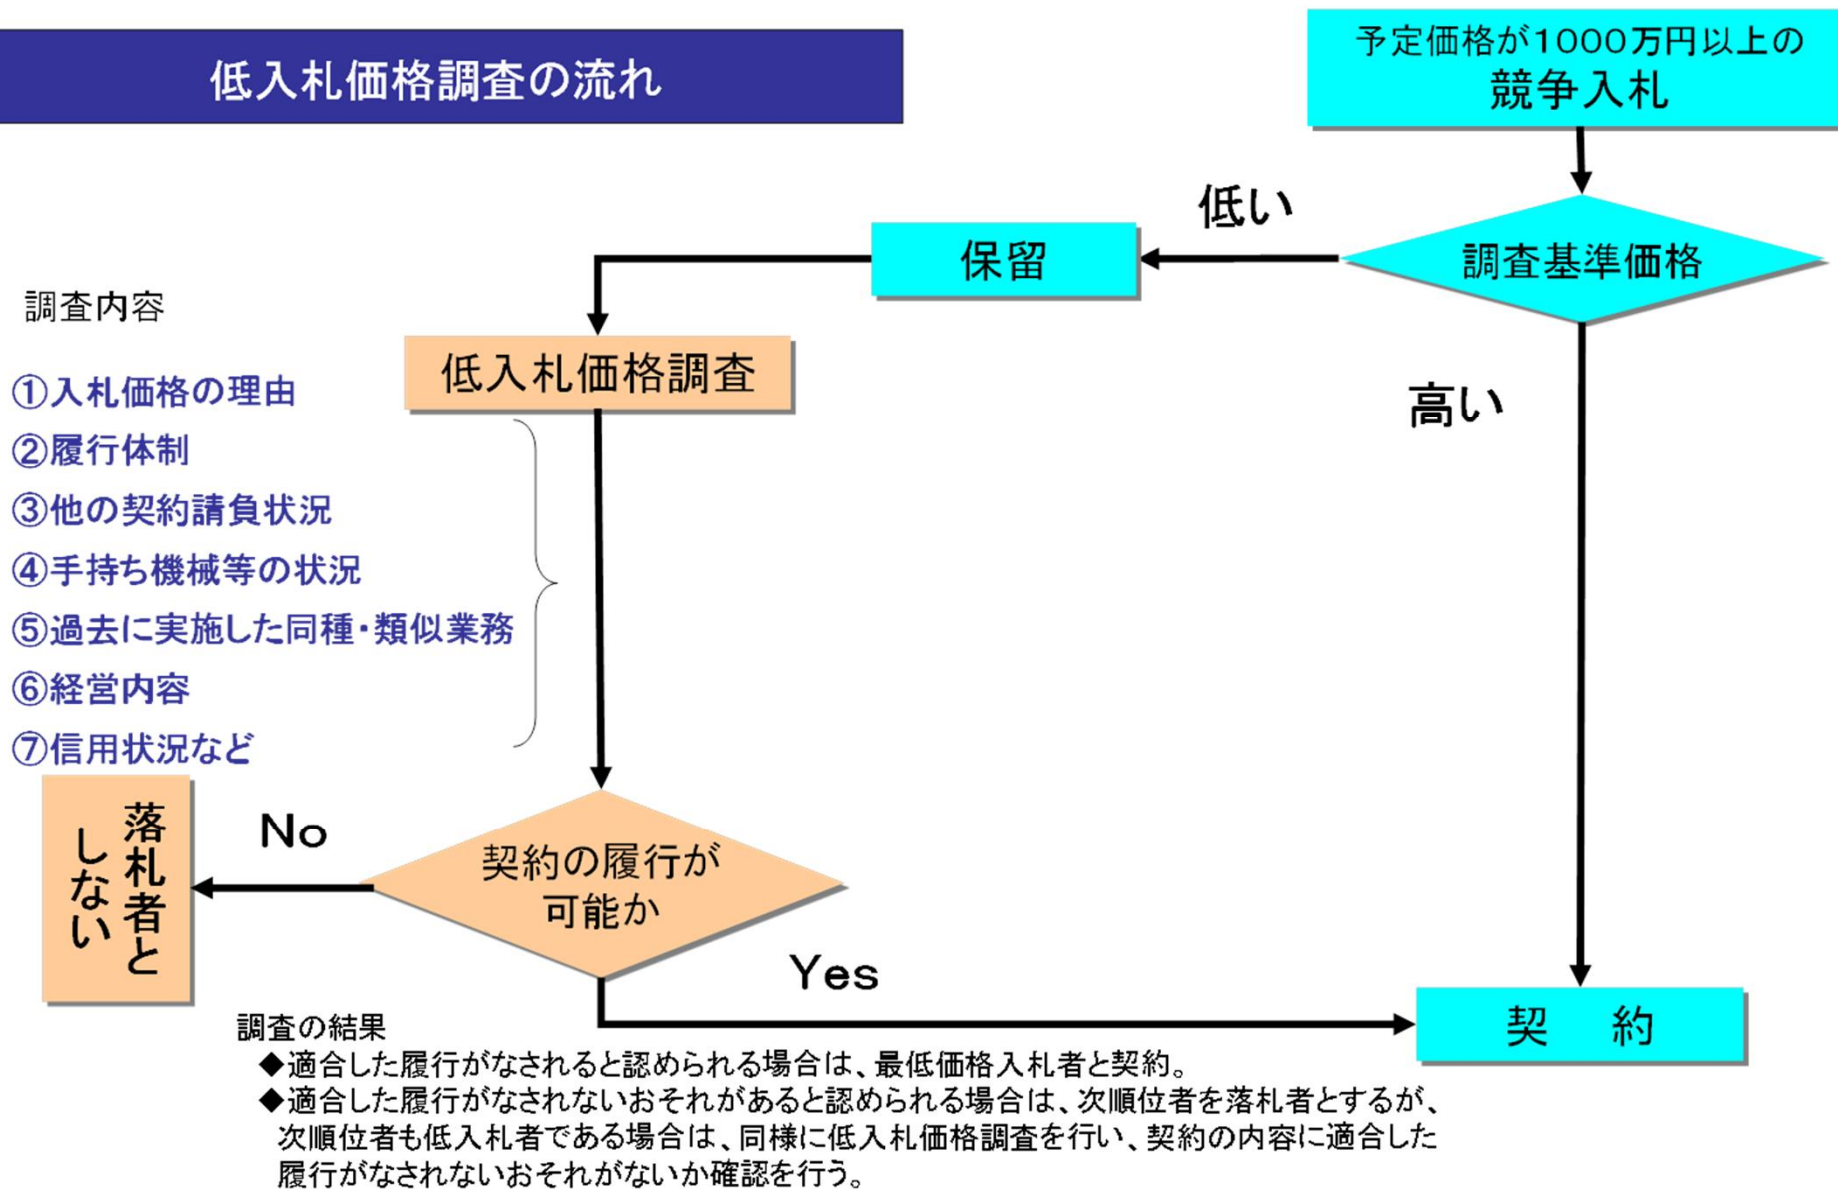 低入札価格調査の流れ
予定価格が1000万円以上の
競争入札
低い
保留
調査基準価格
調査内容
低入札価格調査
高い
①入札価格の理由
②履行体制
③他の契約請負状況
④手持ち機械等の状況
⑤過去に実施した同種・類似業務
⑥経営内容
⑦信用状況など
落札者と
しない
No
契約の履行が
可能か
Yes
契　約
調査の結果
◆適合した履行がなされると認められる場合は、最低価格入札者と契約。
◆適合した履行がなされないおそれがあると認められる場合は、次順位者を落札者とするが、
次順位者も低入札者である場合は、同様に低入札価格調査を行い、契約の内容に適合した
履行がなされないおそれがないか確認を行う。